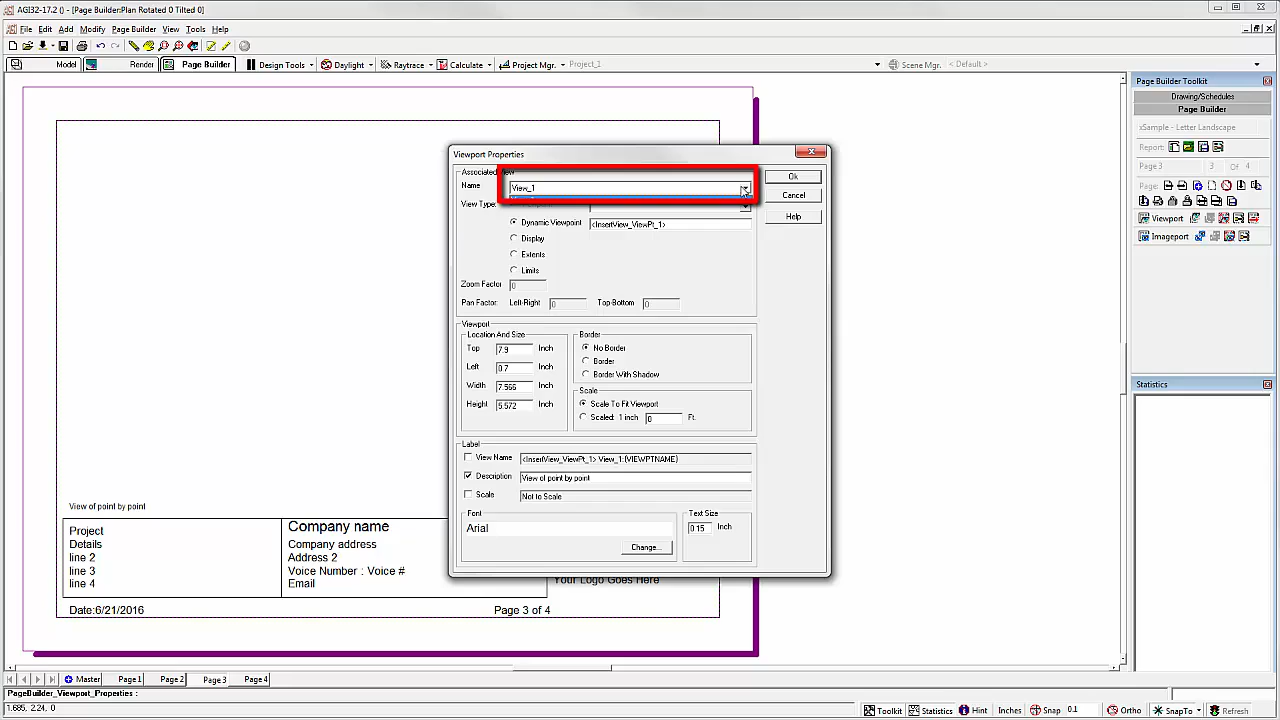 AGI32-17.2 () - [Page Builder:Plan Rotated 0 Tilted 0]
File Edit Add Modify Page Builder View Tools Help
Model Render Page Builder Design Tools Daylight Raytrace Calculate Project Mgr. Project_1 Scene Mgr. < Default >
Page Builder Toolkit
Drawing/Schedules
Page Builder
xSample - Letter Landscape
Report:
Page 3 3 Of 4
Page:
Viewport
Imageport
Statistics
Viewport Properties
Associated
Name View_1
View Type:
Dynamic Viewpoint <InsertView_ViewPt_1>
Display
Extents
Limits
Zoom Factor 0
Pan Factor: Left-Right 0 Top-Bottom 0
Ok
Cancel
Help
Viewport
Location And Size
Top 7.9 Inch
Left 0.7 Inch
Width 7.566 Inch
Height 5.572 Inch
Border
No Border
Border
Border With Shadow
Scale
Scale To Fit Viewport
Scaled: 1 inch 0 Ft.
Label
View Name <InsertView_ViewPt_1> View_1:(VIEWPTNAME)
Description View of point by point
Scale Not to Scale
Font
Arial
Change...
Text Size
0.15 Inch
View of point by point
Project
Details
line 2
line 3
line 4
Company name
Company address
Address 2
Voice Number : Voice #
Email
Your Logo Goes Here
Date:6/21/2016 Page 3 of 4
Master Page 1 Page 2 Page 3 Page 4
PageBuilder_Viewport_Properties :
1.685, 2.24, 0 Toolkit Statistics Hint Inches Snap 0.1 Ortho SnapTo Refresh